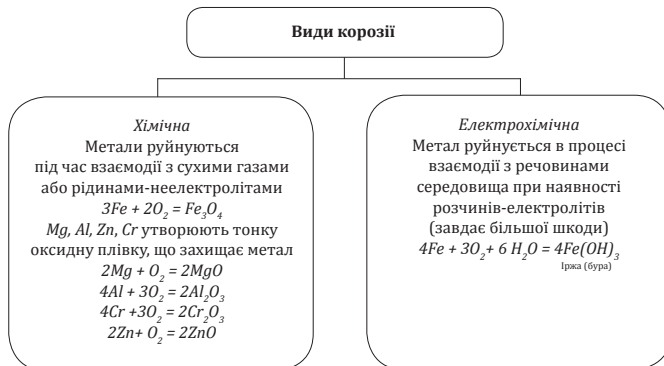 Види корозії
Хімічна
Метали руйнуються
під час взаємодії з сухими газами
або рідинами-неелектролітами
3Fe + 2O₂ = Fe₃O₄
Mg, Al, Zn, Cr утворюють тонку
оксидну плівку, що захищає метал
2Mg + O₂ = 2MgO
4Al + 3O₂ = 2Al₂O₃
4Cr +3O₂ = 2Cr₂O₃
2Zn+ O₂ = 2ZnO
Електрохімічна
Метал руйнується в процесі
взаємодії з речовинами
середовища при наявності
розчинів-електролітів
(завдає більшої шкоди)
4Fe + 3O₂+ 6 H₂O = 4Fe(OH)₃
Іржа (бура)